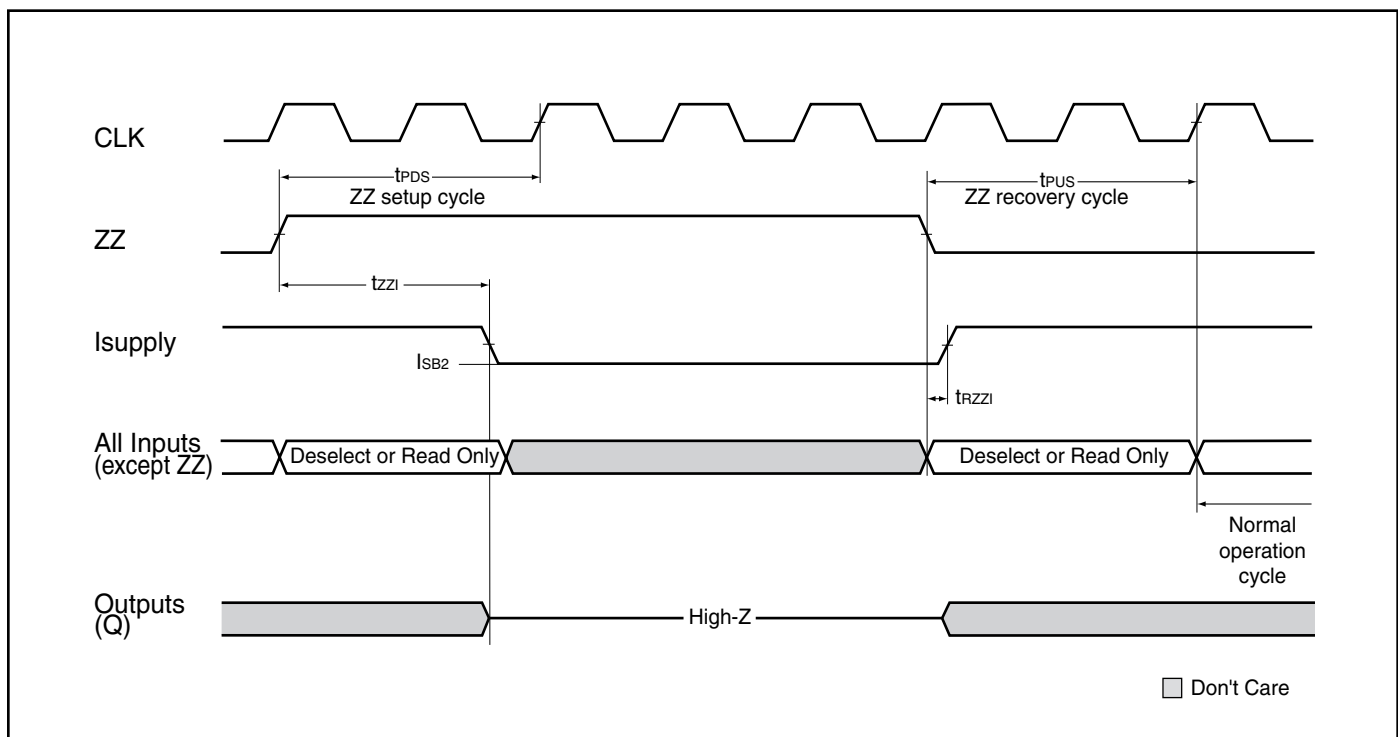 CLK
tPDS
ZZ setup cycle
tPUS
ZZ recovery cycle
ZZ
tZZI
Isupply
ISB2
tRZZI
All Inputs
(except ZZ)
Deselect or Read Only
Deselect or Read Only
Normal
operation
cycle
Outputs
(Q)
High-Z
Don't Care